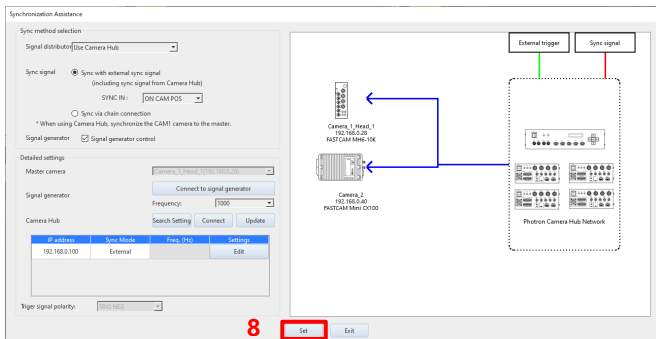 Synchronization Assistance
Sync method selection
Signal distributor Use Camera Hub
Sync signal Sync with external sync signal
(including sync signal from Camera Hub)
SYNC IN : ON CAM POS
Sync via chain connection
* When using Camera Hub, synchronize the CAM1 camera to the master.
Signal generator Signal generator control
Detailed settings
Master camera Camera_1_Head_1(192.168.0.28)
Signal generator Connect to signal generator
Frequency: 1000
Camera Hub Search Setting Connect Update
IP address Sync Mode Freq. (Hz) Settings
192.168.0.100 External Edit
Triger signal polarity: TRIG NEG
External trigger Sync signal
Camera_1_Head_1
192.168.0.28
FASTCAM MH6-10K
Camera_2
192.168.0.40
FASTCAM Mini CX100
Photron Camera Hub Network
8 Set Exit